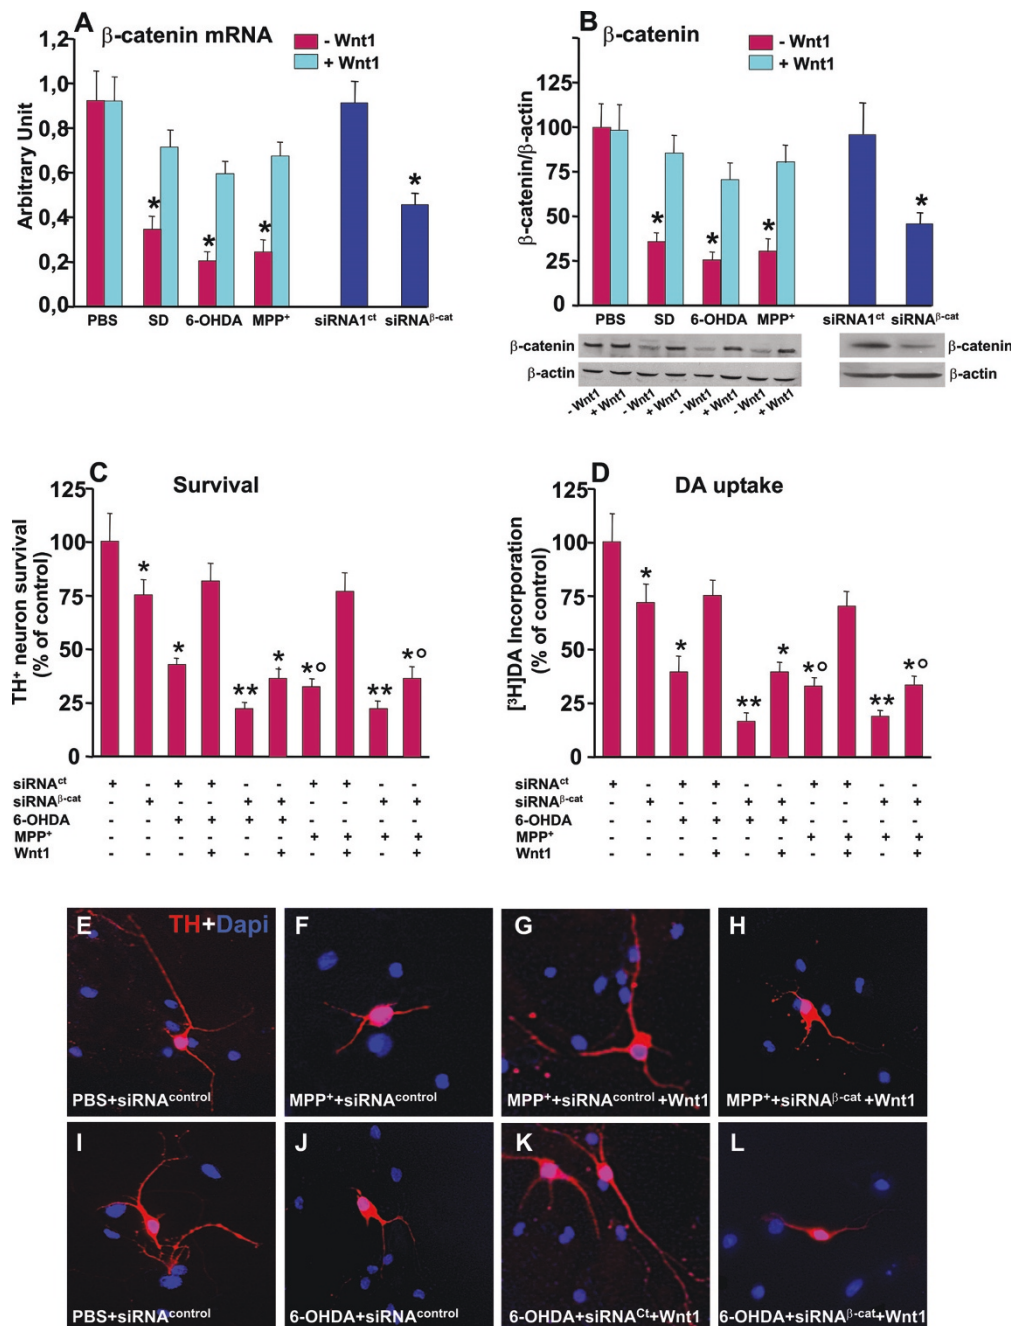 A β-catenin mRNA
- Wnt1
+ Wnt1
Arbitrary Unit
1,2
1,0
0,8
0,6
0,4
0,2
0,0
* * * *
PBS SD 6-OHDA MPP⁺ siRNA1ᶜᵗ siRNAᵝ⁻ᶜᵃᵗ
B β-catenin
- Wnt1
+ Wnt1
β-catenin/β-actin
125
100
75
50
25
0
* * * *
PBS SD 6-OHDA MPP⁺ siRNA1ᶜᵗ siRNAᵝ⁻ᶜᵃᵗ
β-catenin β-catenin
β-actin β-actin
- Wnt1 + Wnt1 - Wnt1 + Wnt1 - Wnt1 + Wnt1 - Wnt1 + Wnt1
C Survival
TH⁺ neuron survival
(% of control)
125
100
75
50
25
0
* * ** * *° ** *°
siRNAᶜᵗ + - + + - - + + - -
siRNAᵝ⁻ᶜᵃᵗ - + - - + + - - + +
6-OHDA - - + + + + - - - -
MPP⁺ - - - - - - + + + +
Wnt1 - - - + - + - + - +
D DA uptake
[³H]DA Incorporation
(% of control)
125
100
75
50
25
0
* * ** * *° ** *°
siRNAᶜᵗ + - + + - - + + - -
siRNAᵝ⁻ᶜᵃᵗ - + - - + + - - + +
6-OHDA - - + + + + - - - -
MPP⁺ - - - - - - + + + +
Wnt1 - - - + - + - + - +
E TH+Dapi
PBS+siRNAᶜᵒⁿᵗʳᵒˡ
F
MPP⁺+siRNAᶜᵒⁿᵗʳᵒˡ
G
MPP⁺+siRNAᶜᵒⁿᵗʳᵒˡ+Wnt1
H
MPP⁺+siRNAᵝ⁻ᶜᵃᵗ+Wnt1
I
PBS+siRNAᶜᵒⁿᵗʳᵒˡ
J
6-OHDA+siRNAᶜᵒⁿᵗʳᵒˡ
K
6-OHDA+siRNAᶜᵗ+Wnt1
L
6-OHDA+siRNAᵝ⁻ᶜᵃᵗ+Wnt1